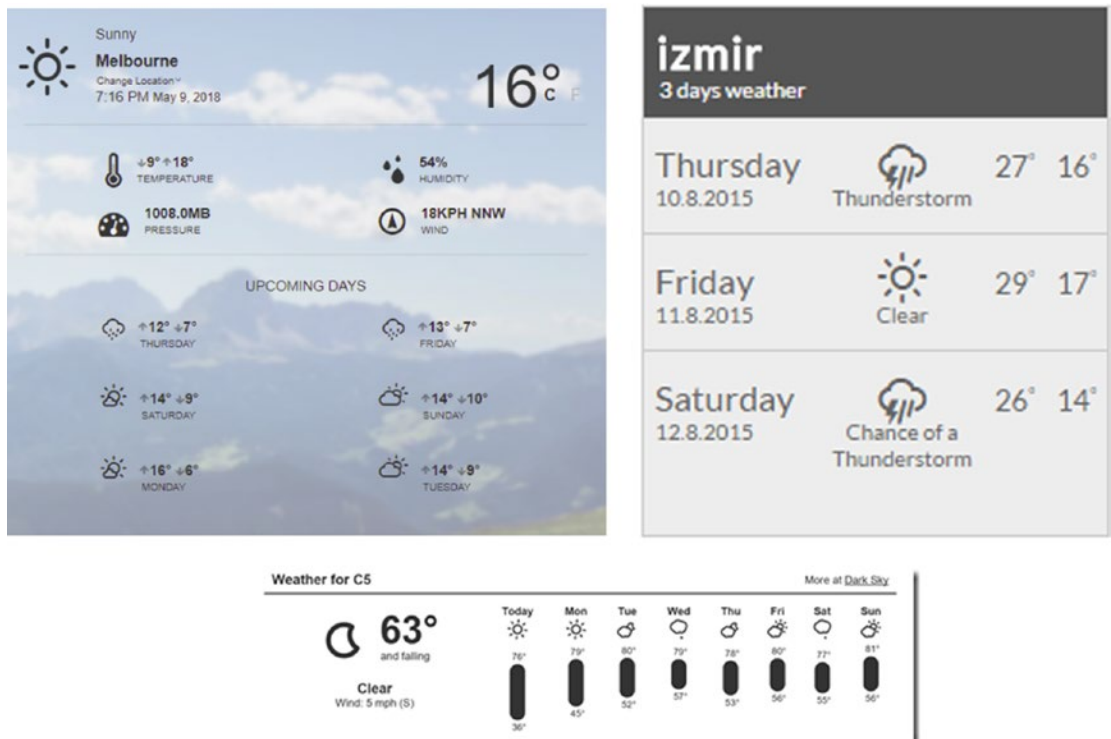 Sunny
Melbourne
Change Location
7:16 PM May 9, 2018
16° C F
↓9° ↑18°
TEMPERATURE
54%
HUMIDITY
1008.0MB
PRESSURE
18KPH NNW
WIND
UPCOMING DAYS
↑12° ↓7°
THURSDAY
↑13° ↓7°
FRIDAY
↑14° ↓9°
SATURDAY
↑14° ↓10°
SUNDAY
↑16° ↓6°
MONDAY
↑14° ↓9°
TUESDAY
izmir
3 days weather
Thursday
10.8.2015
Thunderstorm
27° 16°
Friday
11.8.2015
Clear
29° 17°
Saturday
12.8.2015
Chance of a
Thunderstorm
26° 14°
Weather for C5
More at Dark Sky
63°
and falling
Clear
Wind: 5 mph (S)
Today Mon Tue Wed Thu Fri Sat Sun
76° 79° 80° 79° 78° 80° 77° 81°
36° 45° 52° 57° 53° 56° 55° 56°